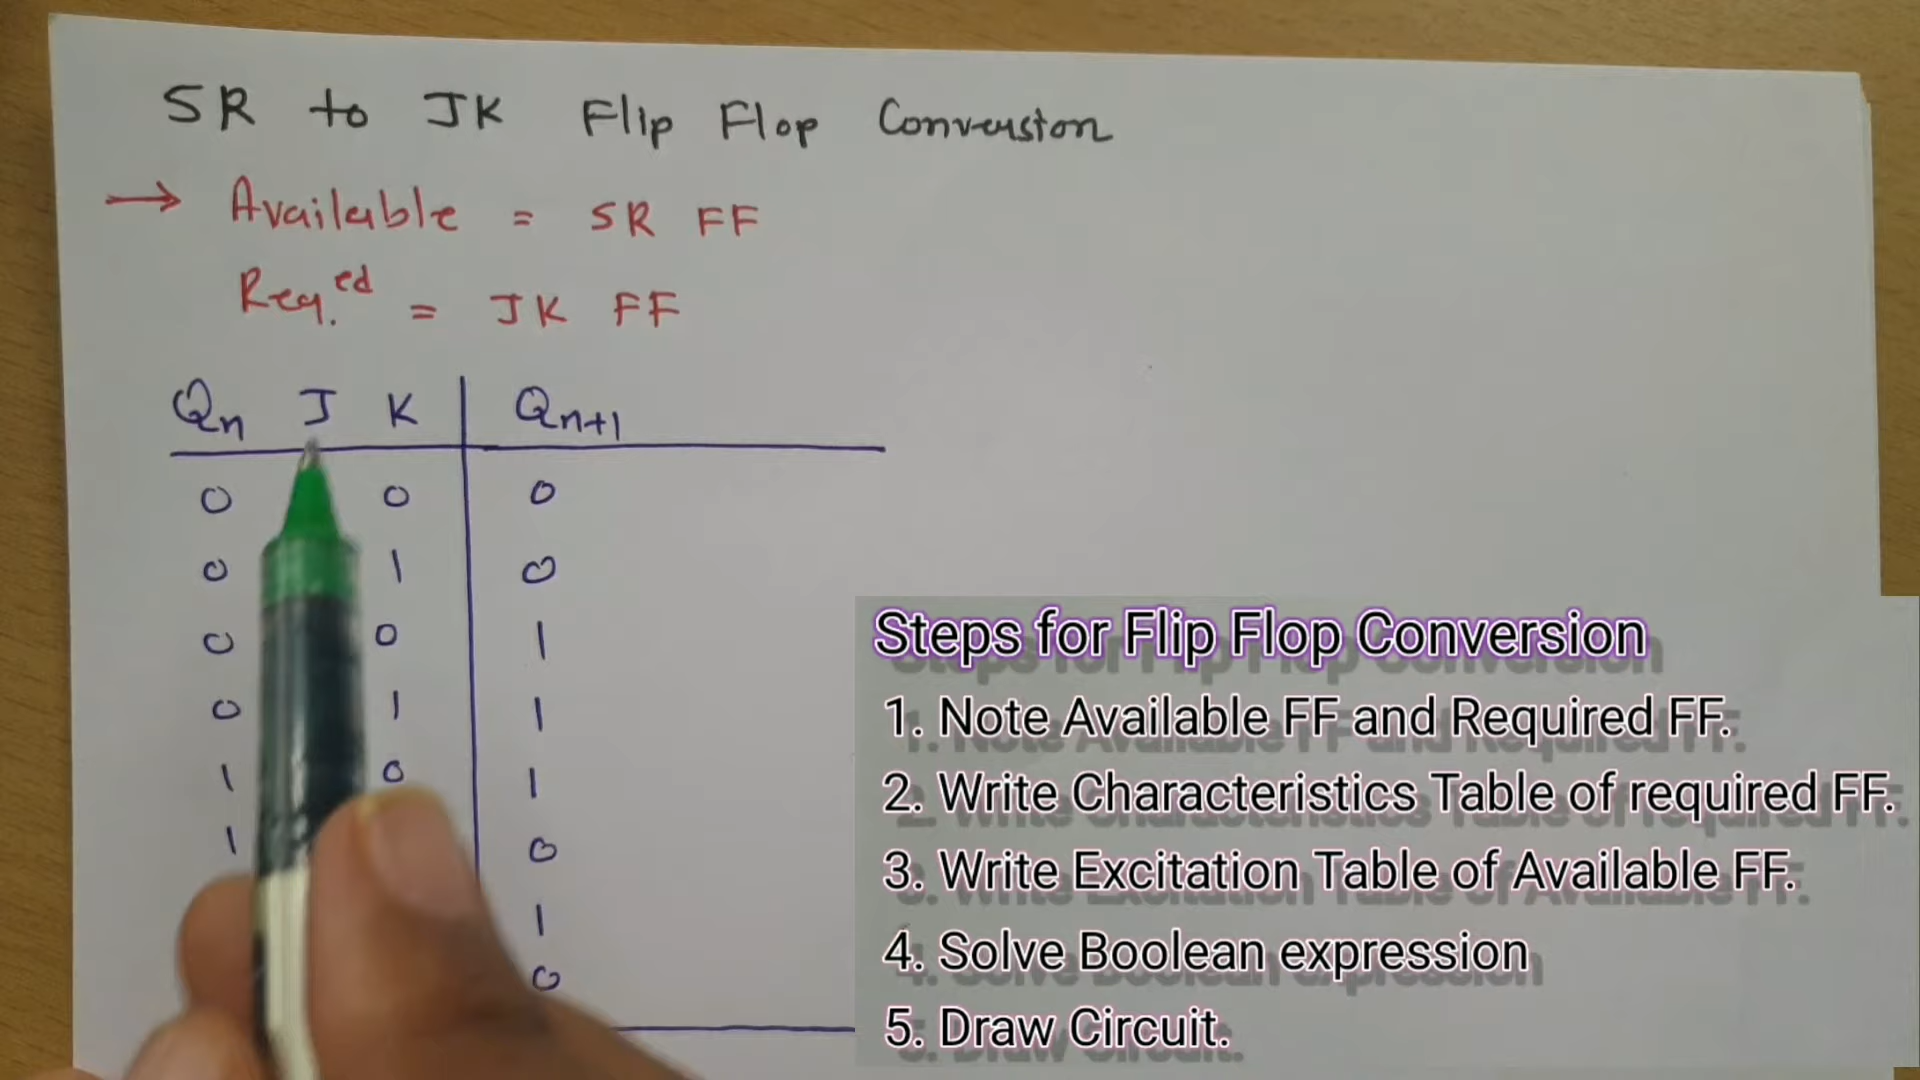 SR to JK Flip Flop Conversion
→ Available = SR FF
Req.ed = JK FF
Qn J K Qn+1
0 0 0
0 1 0
0 0 1
0 1 1
1 0 1
1 0
1
0
Steps for Flip Flop Conversion
1. Note Available FF and Required FF.
2. Write Characteristics Table of required FF.
3. Write Excitation Table of Available FF.
4. Solve Boolean expression
5. Draw Circuit.